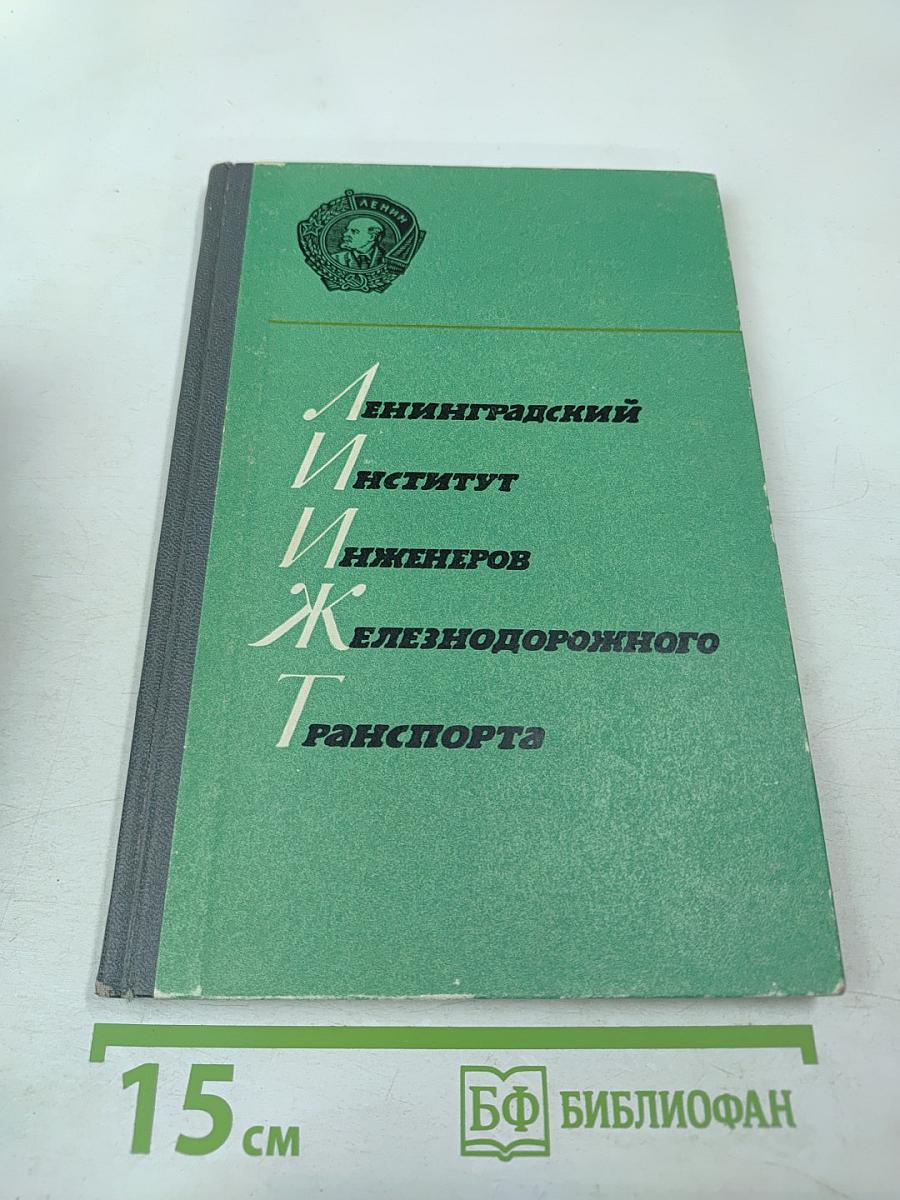 ЛЕНИН
Ленинградский
Институт
Инженеров
Железнодорожного
Транспорта
15 см
БФ БИБЛИОФАН